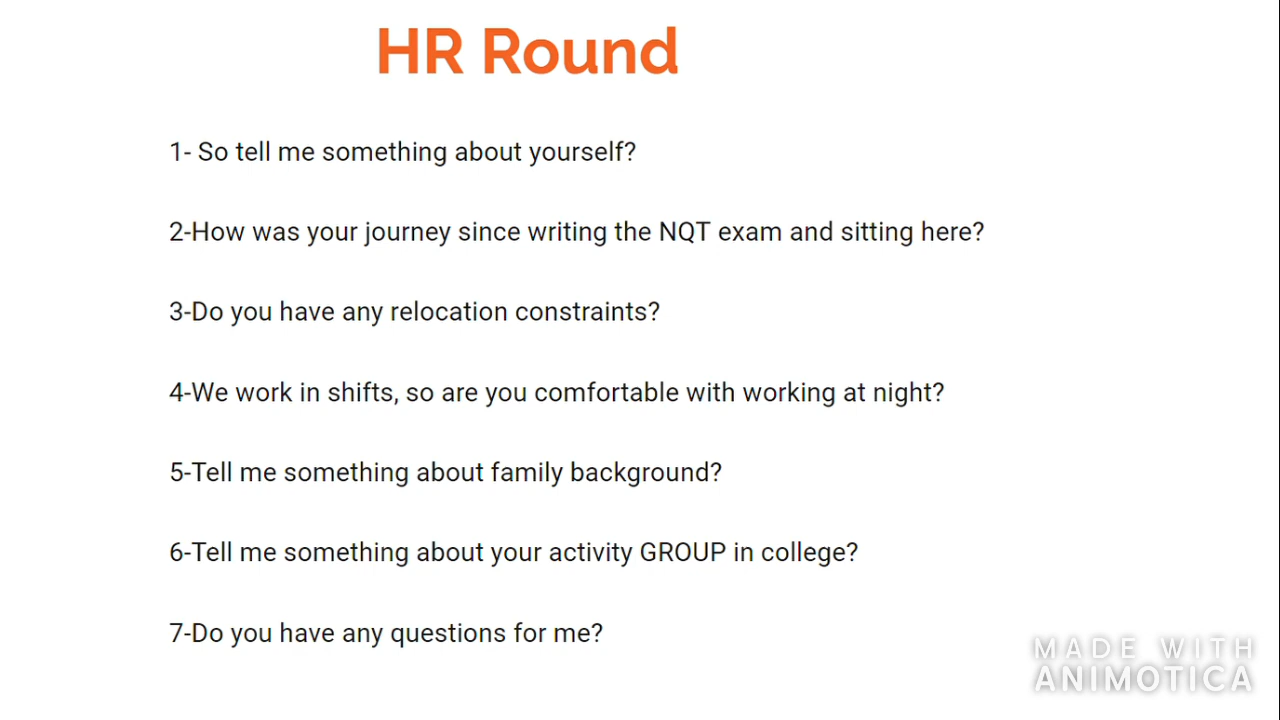 HR Round
1- So tell me something about yourself?
2-How was your journey since writing the NQT exam and sitting here?
3-Do you have any relocation constraints?
4-We work in shifts, so are you comfortable with working at night?
5-Tell me something about family background?
6-Tell me something about your activity GROUP in college?
7-Do you have any questions for me?
MADE WITH
ANIMOTICA